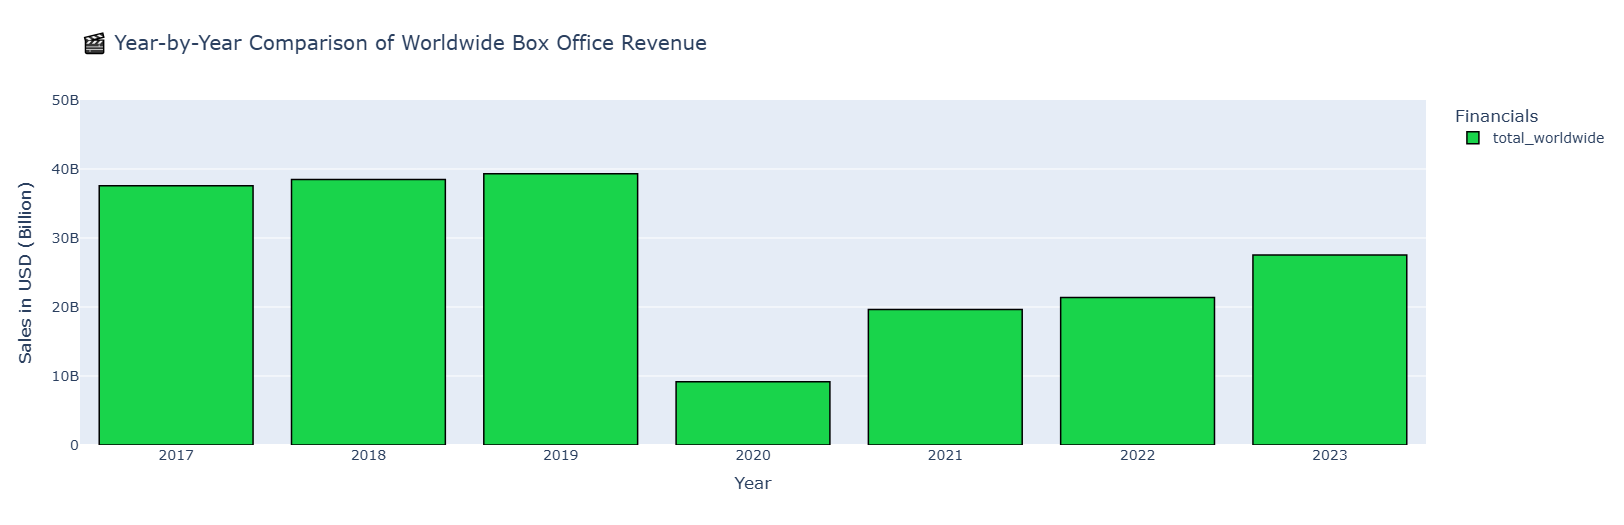 🎬 Year-by-Year Comparison of Worldwide Box Office Revenue
Financials
total_worldwide
Sales in USD (Billion)
50B
40B
30B
20B
10B
0
2017 2018 2019 2020 2021 2022 2023
Year